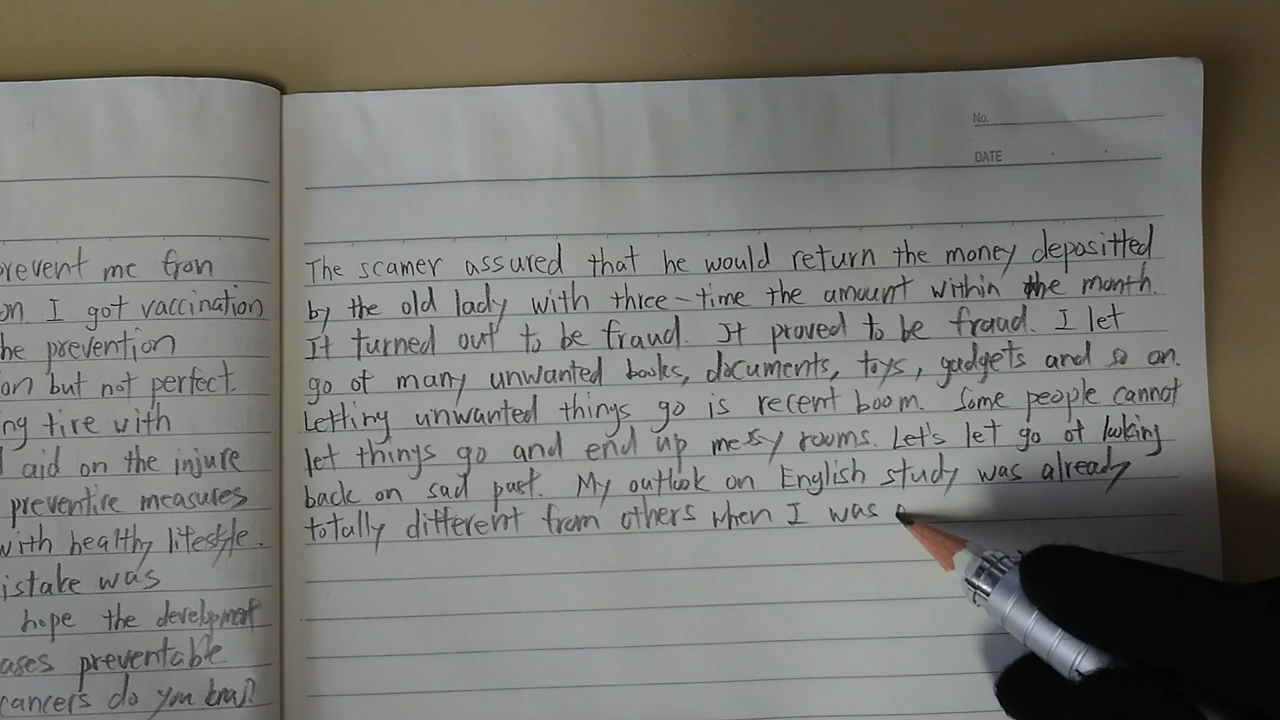 No.
DATE
revent me from
on. I got vaccination
he prevention
on but not perfect.
ng tire with
aid on the injure
preventive measures
with healthy lifestyle.
istake was
hope the development
ases preventable
cancers do you know?
The scamer assured that he would return the money depositted
by the old lady with three-time the amount within the month.
It turned out to be fraud. It proved to be fraud. I let
go of many unwanted books, documents, toys, gadgets and so on.
Letting unwanted things go is recent boom. Some people cannot
let things go and end up messy rooms. Let's let go of looking
back on sad past. My outlook on English study was already
totally different from others when I was